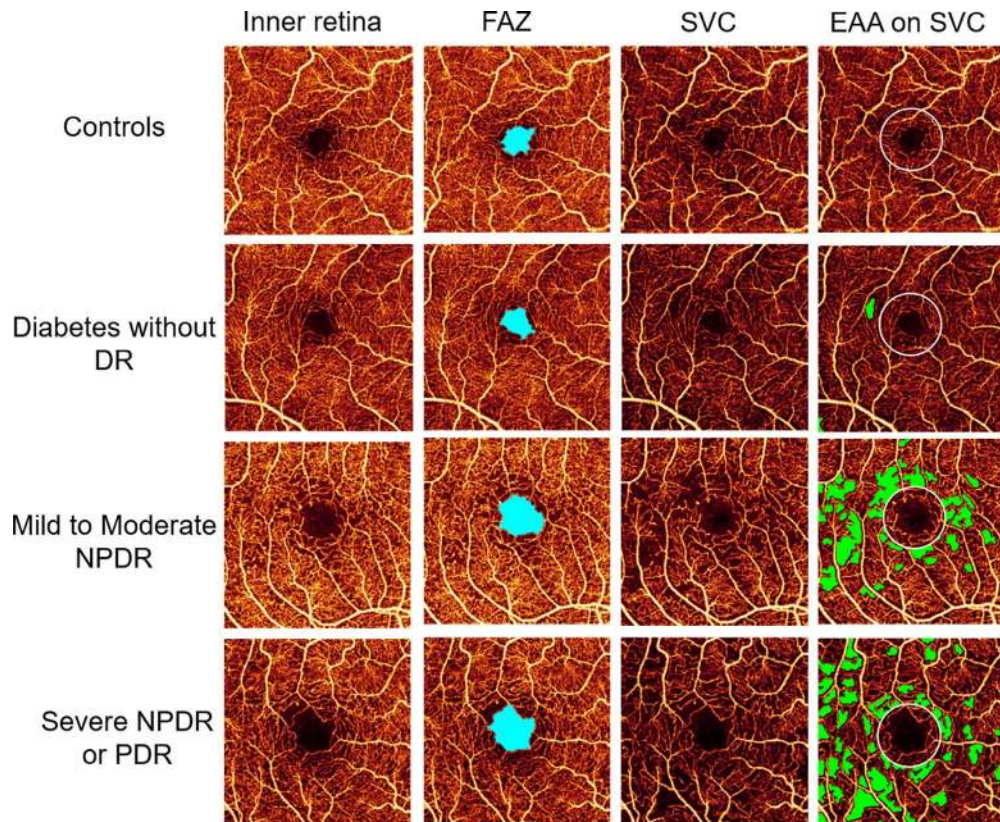 Inner retina FAZ SVC EAA on SVC
Controls
Diabetes without
DR
Mild to Moderate
NPDR
Severe NPDR
or PDR